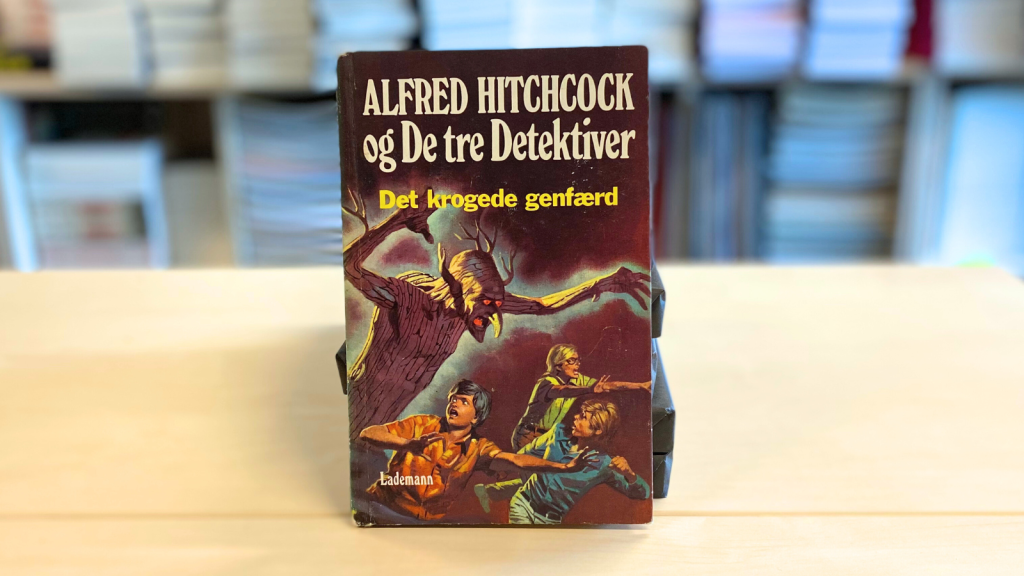 ALFRED HITCHCOCK
og De tre Detektiver
Det krogede genfærd
Lademann